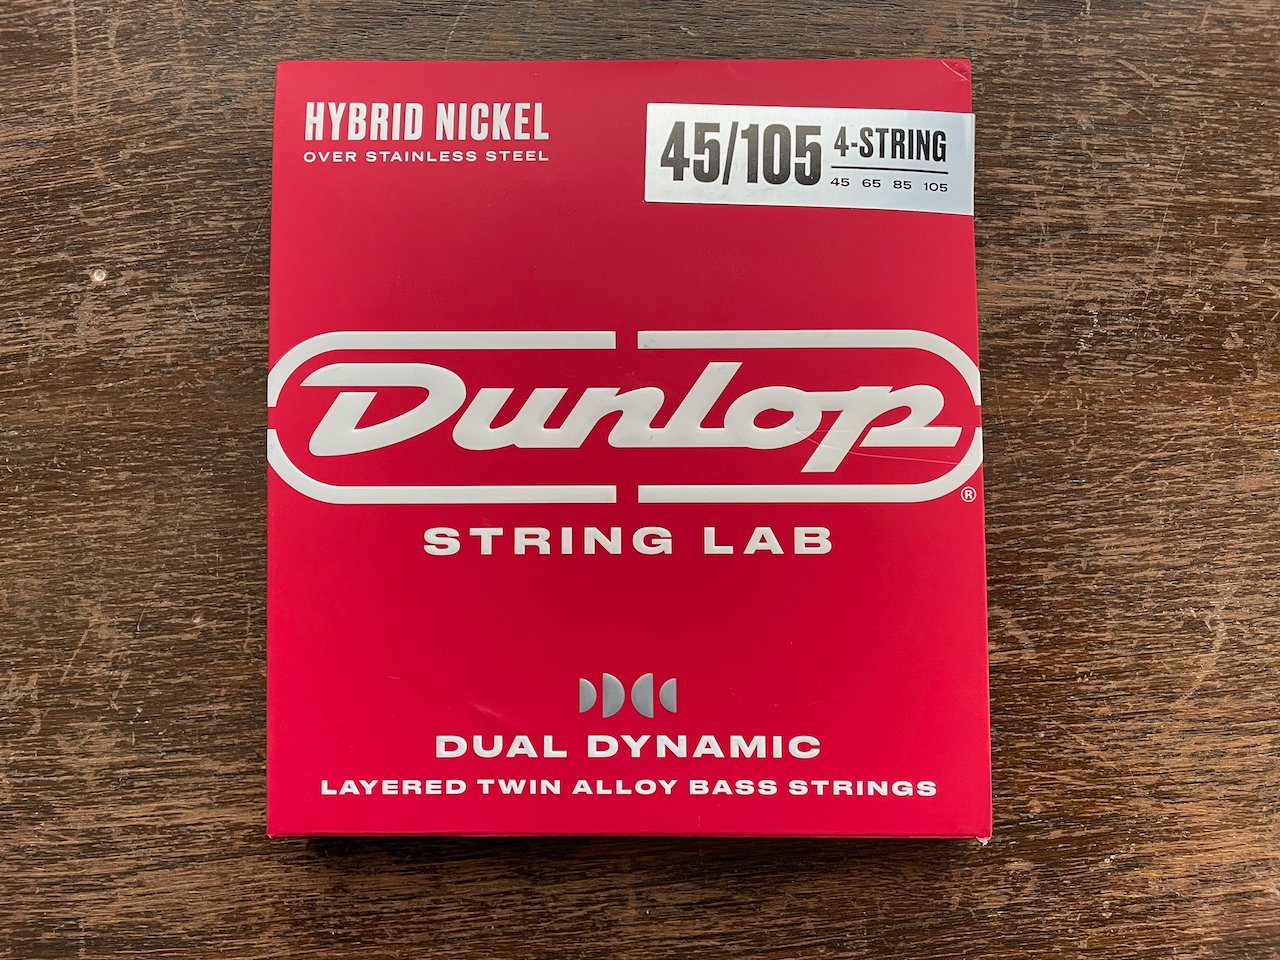 HYBRID NICKEL
OVER STAINLESS STEEL
45/105
4-STRING
45 65 85 105
Dunlop®
STRING LAB
DUAL DYNAMIC
LAYERED TWIN ALLOY BASS STRINGS